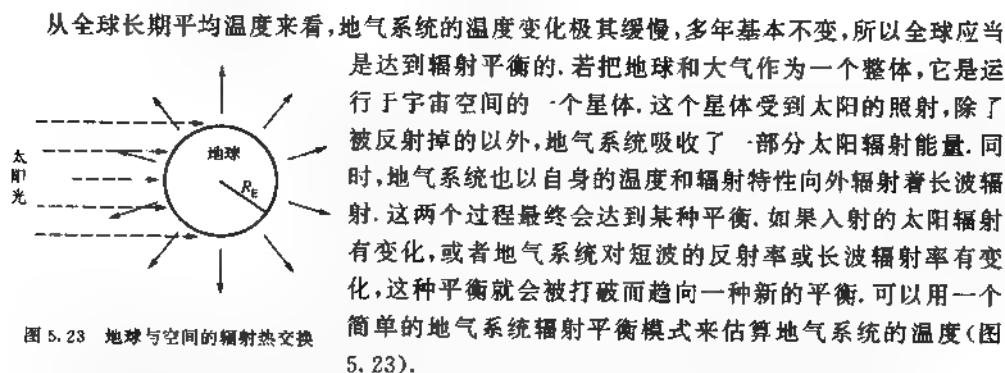 从全球长期平均温度来看,地气系统的温度变化极其缓慢,多年基本不变,所以全球应当
是达到辐射平衡的.若把地球和大气作为一个整体,它是运
行于宇宙空间的一个星体.这个星体受到太阳的照射,除了
被反射掉的以外,地气系统吸收了一部分太阳辐射能量.同
时,地气系统也以自身的温度和辐射特性向外辐射着长波辐
射.这两个过程最终会达到某种平衡.如果入射的太阳辐射
有变化,或者地气系统对短波的反射率或长波辐射率有变
化,这种平衡就会被打破而趋向一种新的平衡.可以用一个
简单的地气系统辐射平衡模式来估算地气系统的温度(图
5.23).
太阳光
地球
R_E
图 5.23 地球与空间的辐射热交换